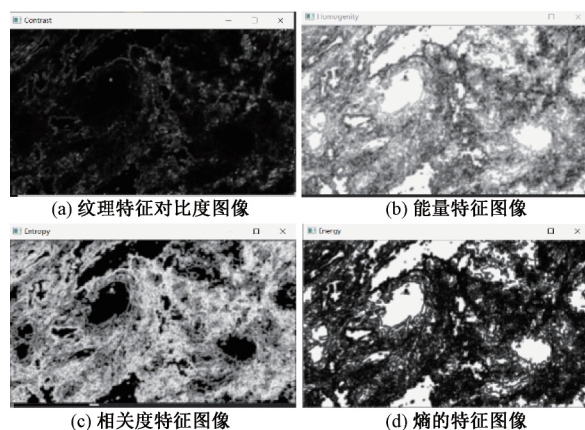 Contrast
Homogenity
(a) 纹理特征对比度图像
(b) 能量特征图像
Entropy
Energy
(c) 相关度特征图像
(d) 熵的特征图像